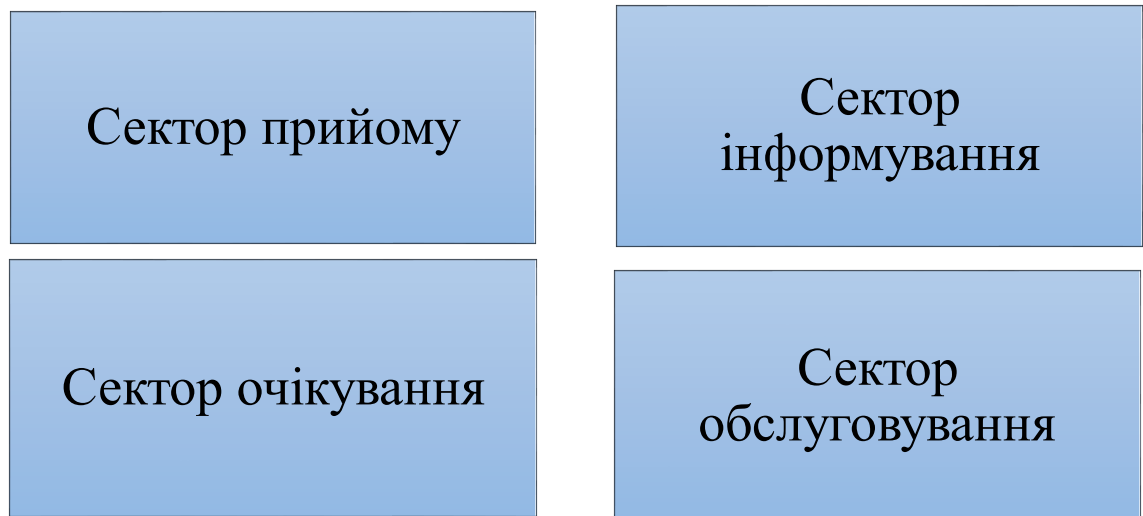 Сектор прийому
Сектор
інформування
Сектор очікування
Сектор
обслуговування